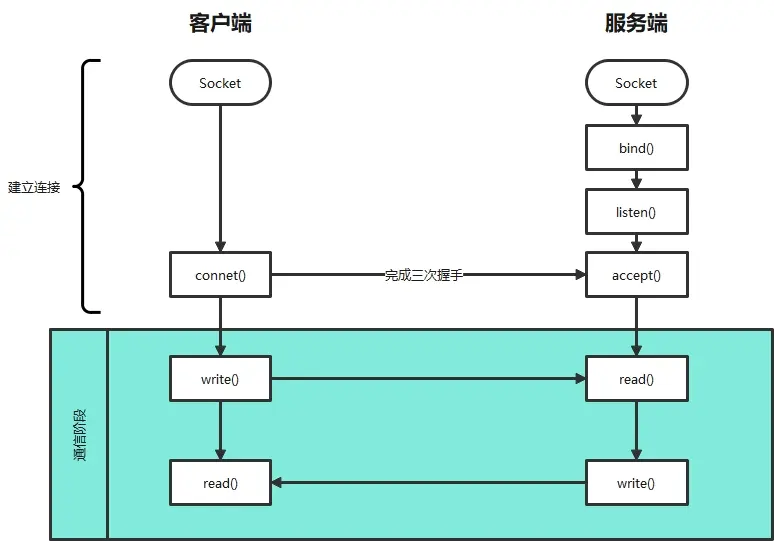 客户端
服务端
Socket
Socket
bind()
建立连接
listen()
connet()
完成三次握手
accept()
write()
read()
通信阶段
read()
write()